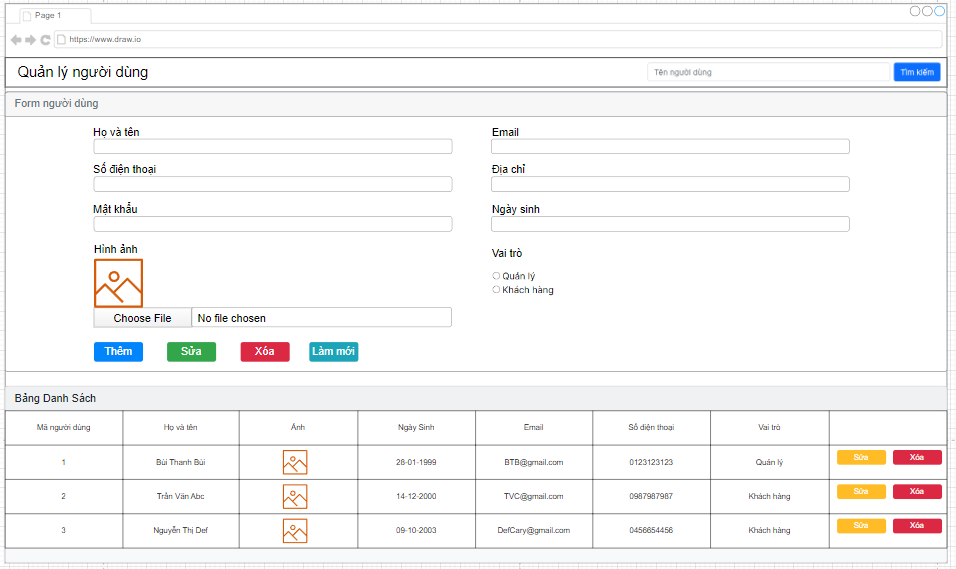 Page 1
https://www.draw.io
Quản lý người dùng
Tên người dùng
Tìm kiếm
Form người dùng
Họ và tên
Email
Số điện thoại
Địa chỉ
Mật khẩu
Ngày sinh
Hình ảnh
Vai trò
Quản lý
Khách hàng
Choose File
No file chosen
Thêm
Sửa
Xóa
Làm mới
Bảng Danh Sách
Mã người dùng Họ và tên Ảnh Ngày Sinh Email Số điện thoại Vai trò
1 Bùi Thanh Bùi 28-01-1999 BTB@gmail.com 0123123123 Quản lý Sửa Xóa
2 Trần Văn Abc 14-12-2000 TVC@gmail.com 0987987987 Khách hàng Sửa Xóa
3 Nguyễn Thị Def 09-10-2003 DefCary@gmail.com 0456654456 Khách hàng Sửa Xóa